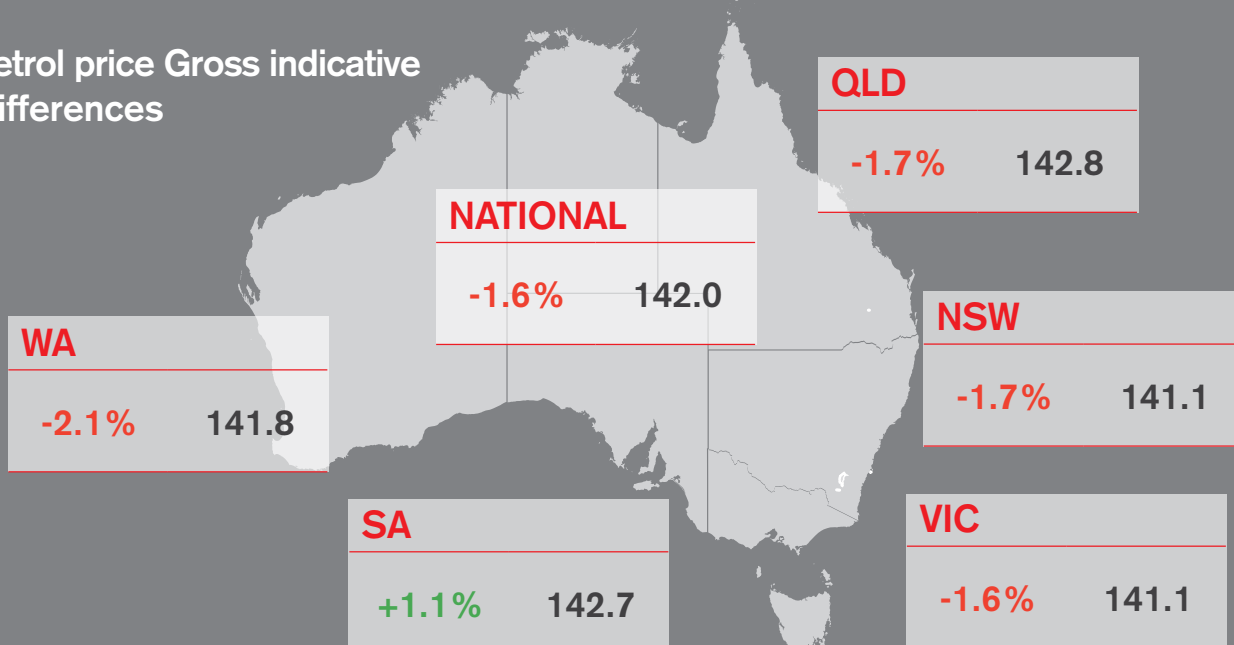 etrol price Gross indicative
ifferences
QLD
-1.7% 142.8
NATIONAL
-1.6% 142.0
NSW
-1.7% 141.1
WA
-2.1% 141.8
SA
+1.1% 142.7
VIC
-1.6% 141.1